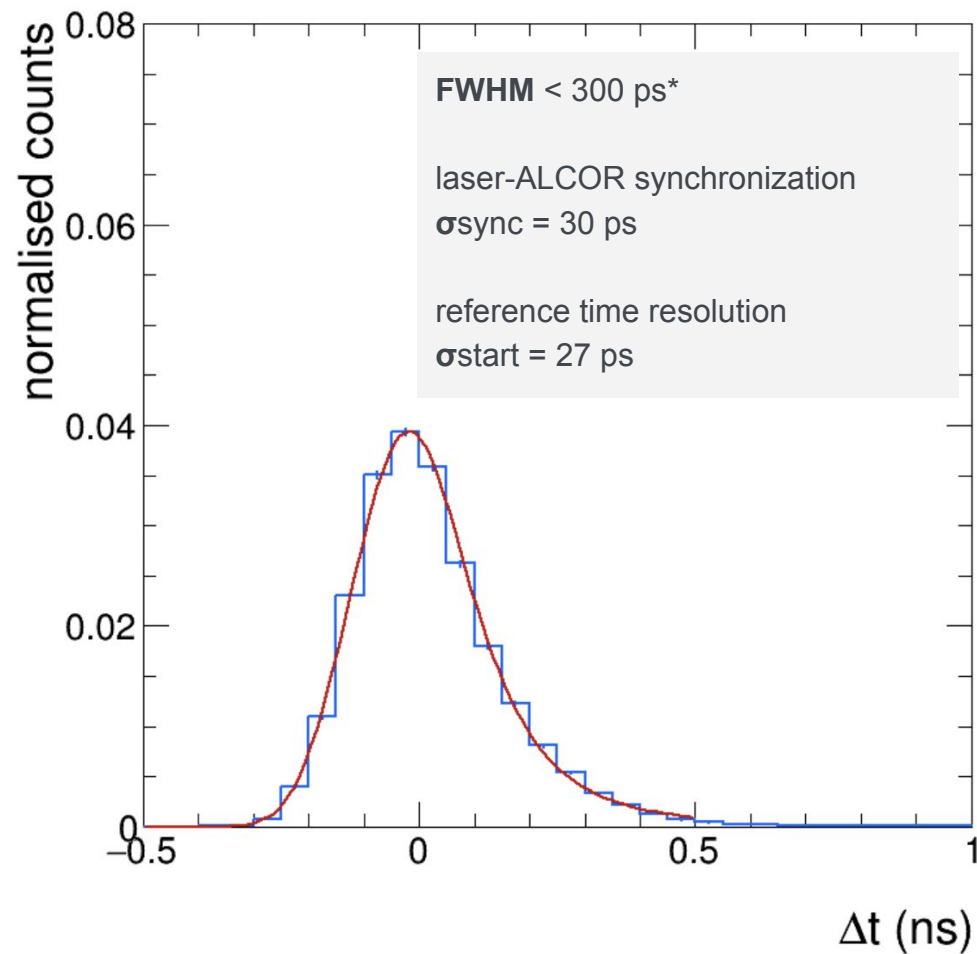 normalised counts
0.08
0.06
0.04
0.02
0
−0.5
0
0.5
1
Δt (ns)
FWHM < 300 ps*
laser-ALCOR synchronization
σsync = 30 ps
reference time resolution
σstart = 27 ps